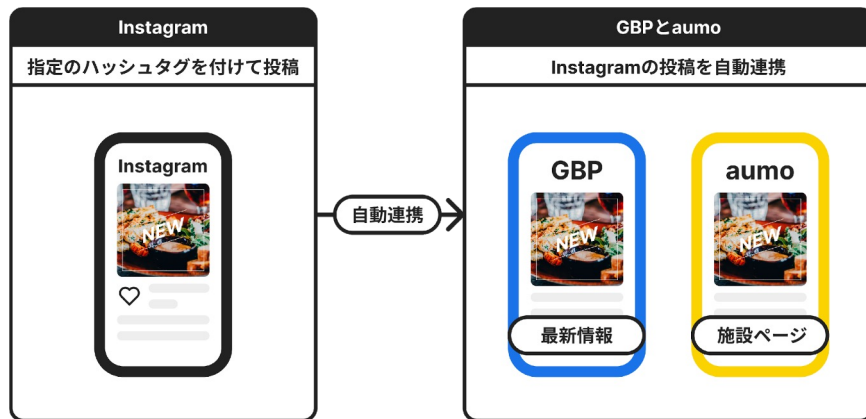 Instagram
指定のハッシュタグを付けて投稿
Instagram
NEW
自動連携
GBPとaumo
Instagramの投稿を自動連携
GBP
NEW
最新情報
aumo
NEW
施設ページ